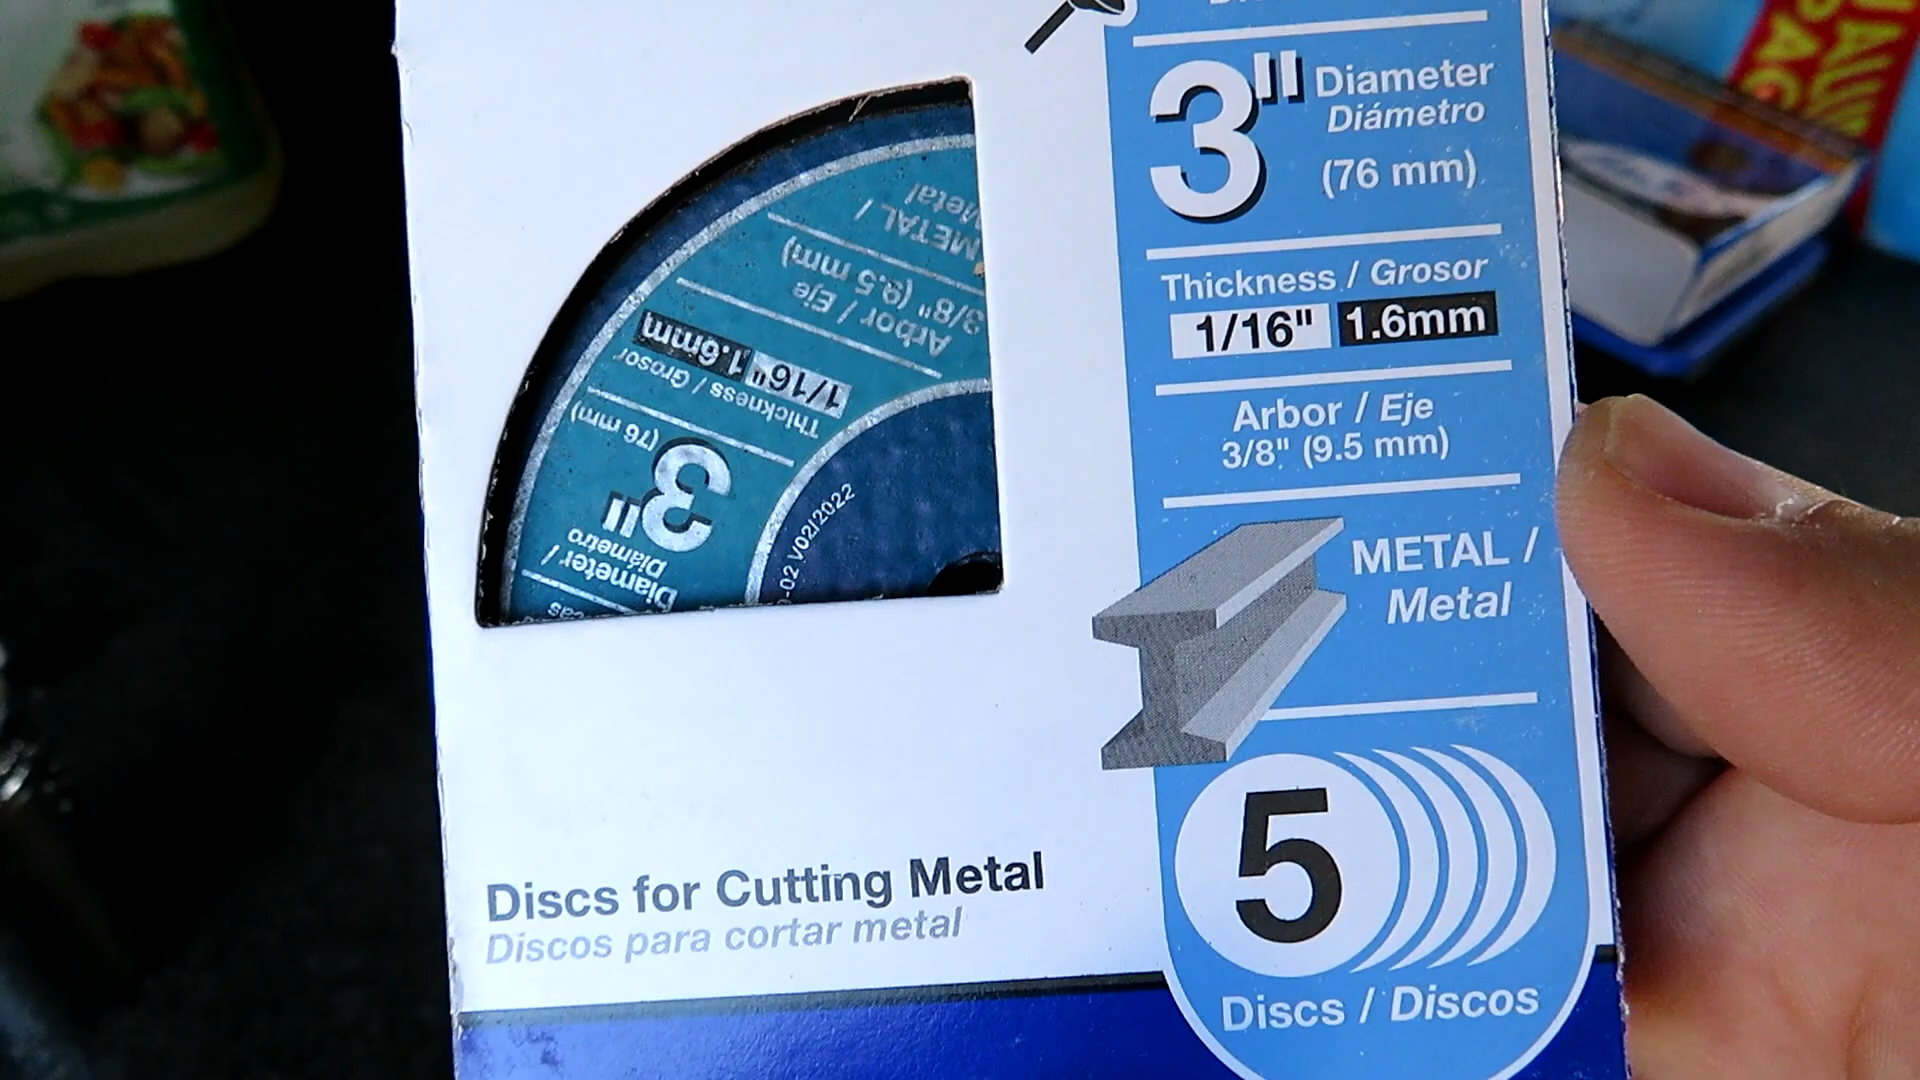 3" Diameter
Diámetro
(76 mm)
Thickness / Grosor
1/16" 1.6mm
Arbor / Eje
3/8" (9.5 mm)
METAL /
Metal
5
Discs / Discos
Discs for Cutting Metal
Discos para cortar metal
METAL /
Metal
Arbor / Eje
3/8" (9.5 mm)
Thickness / Grosor
1/16" 1.6mm
3"
(76 mm)
Diameter /
Diámetro
-02 V02/2022